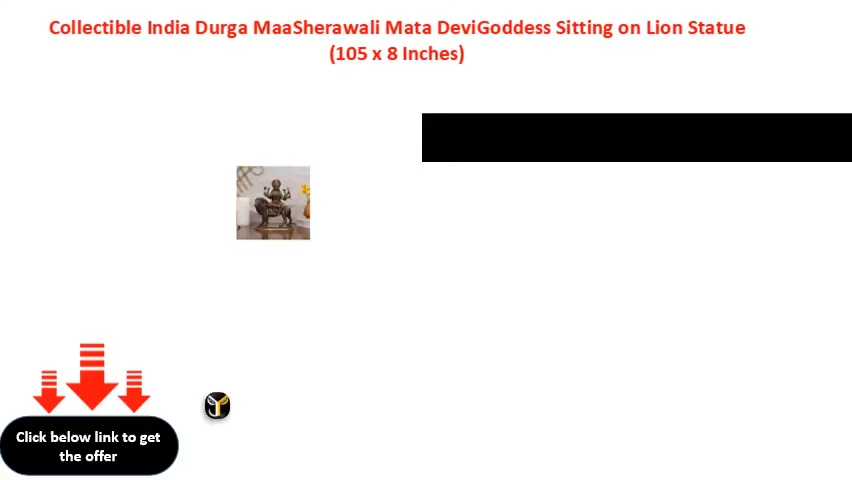 Collectible India Durga MaaSherawali Mata DeviGoddess Sitting on Lion Statue
(105 x 8 Inches)
Click below link to get
the offer